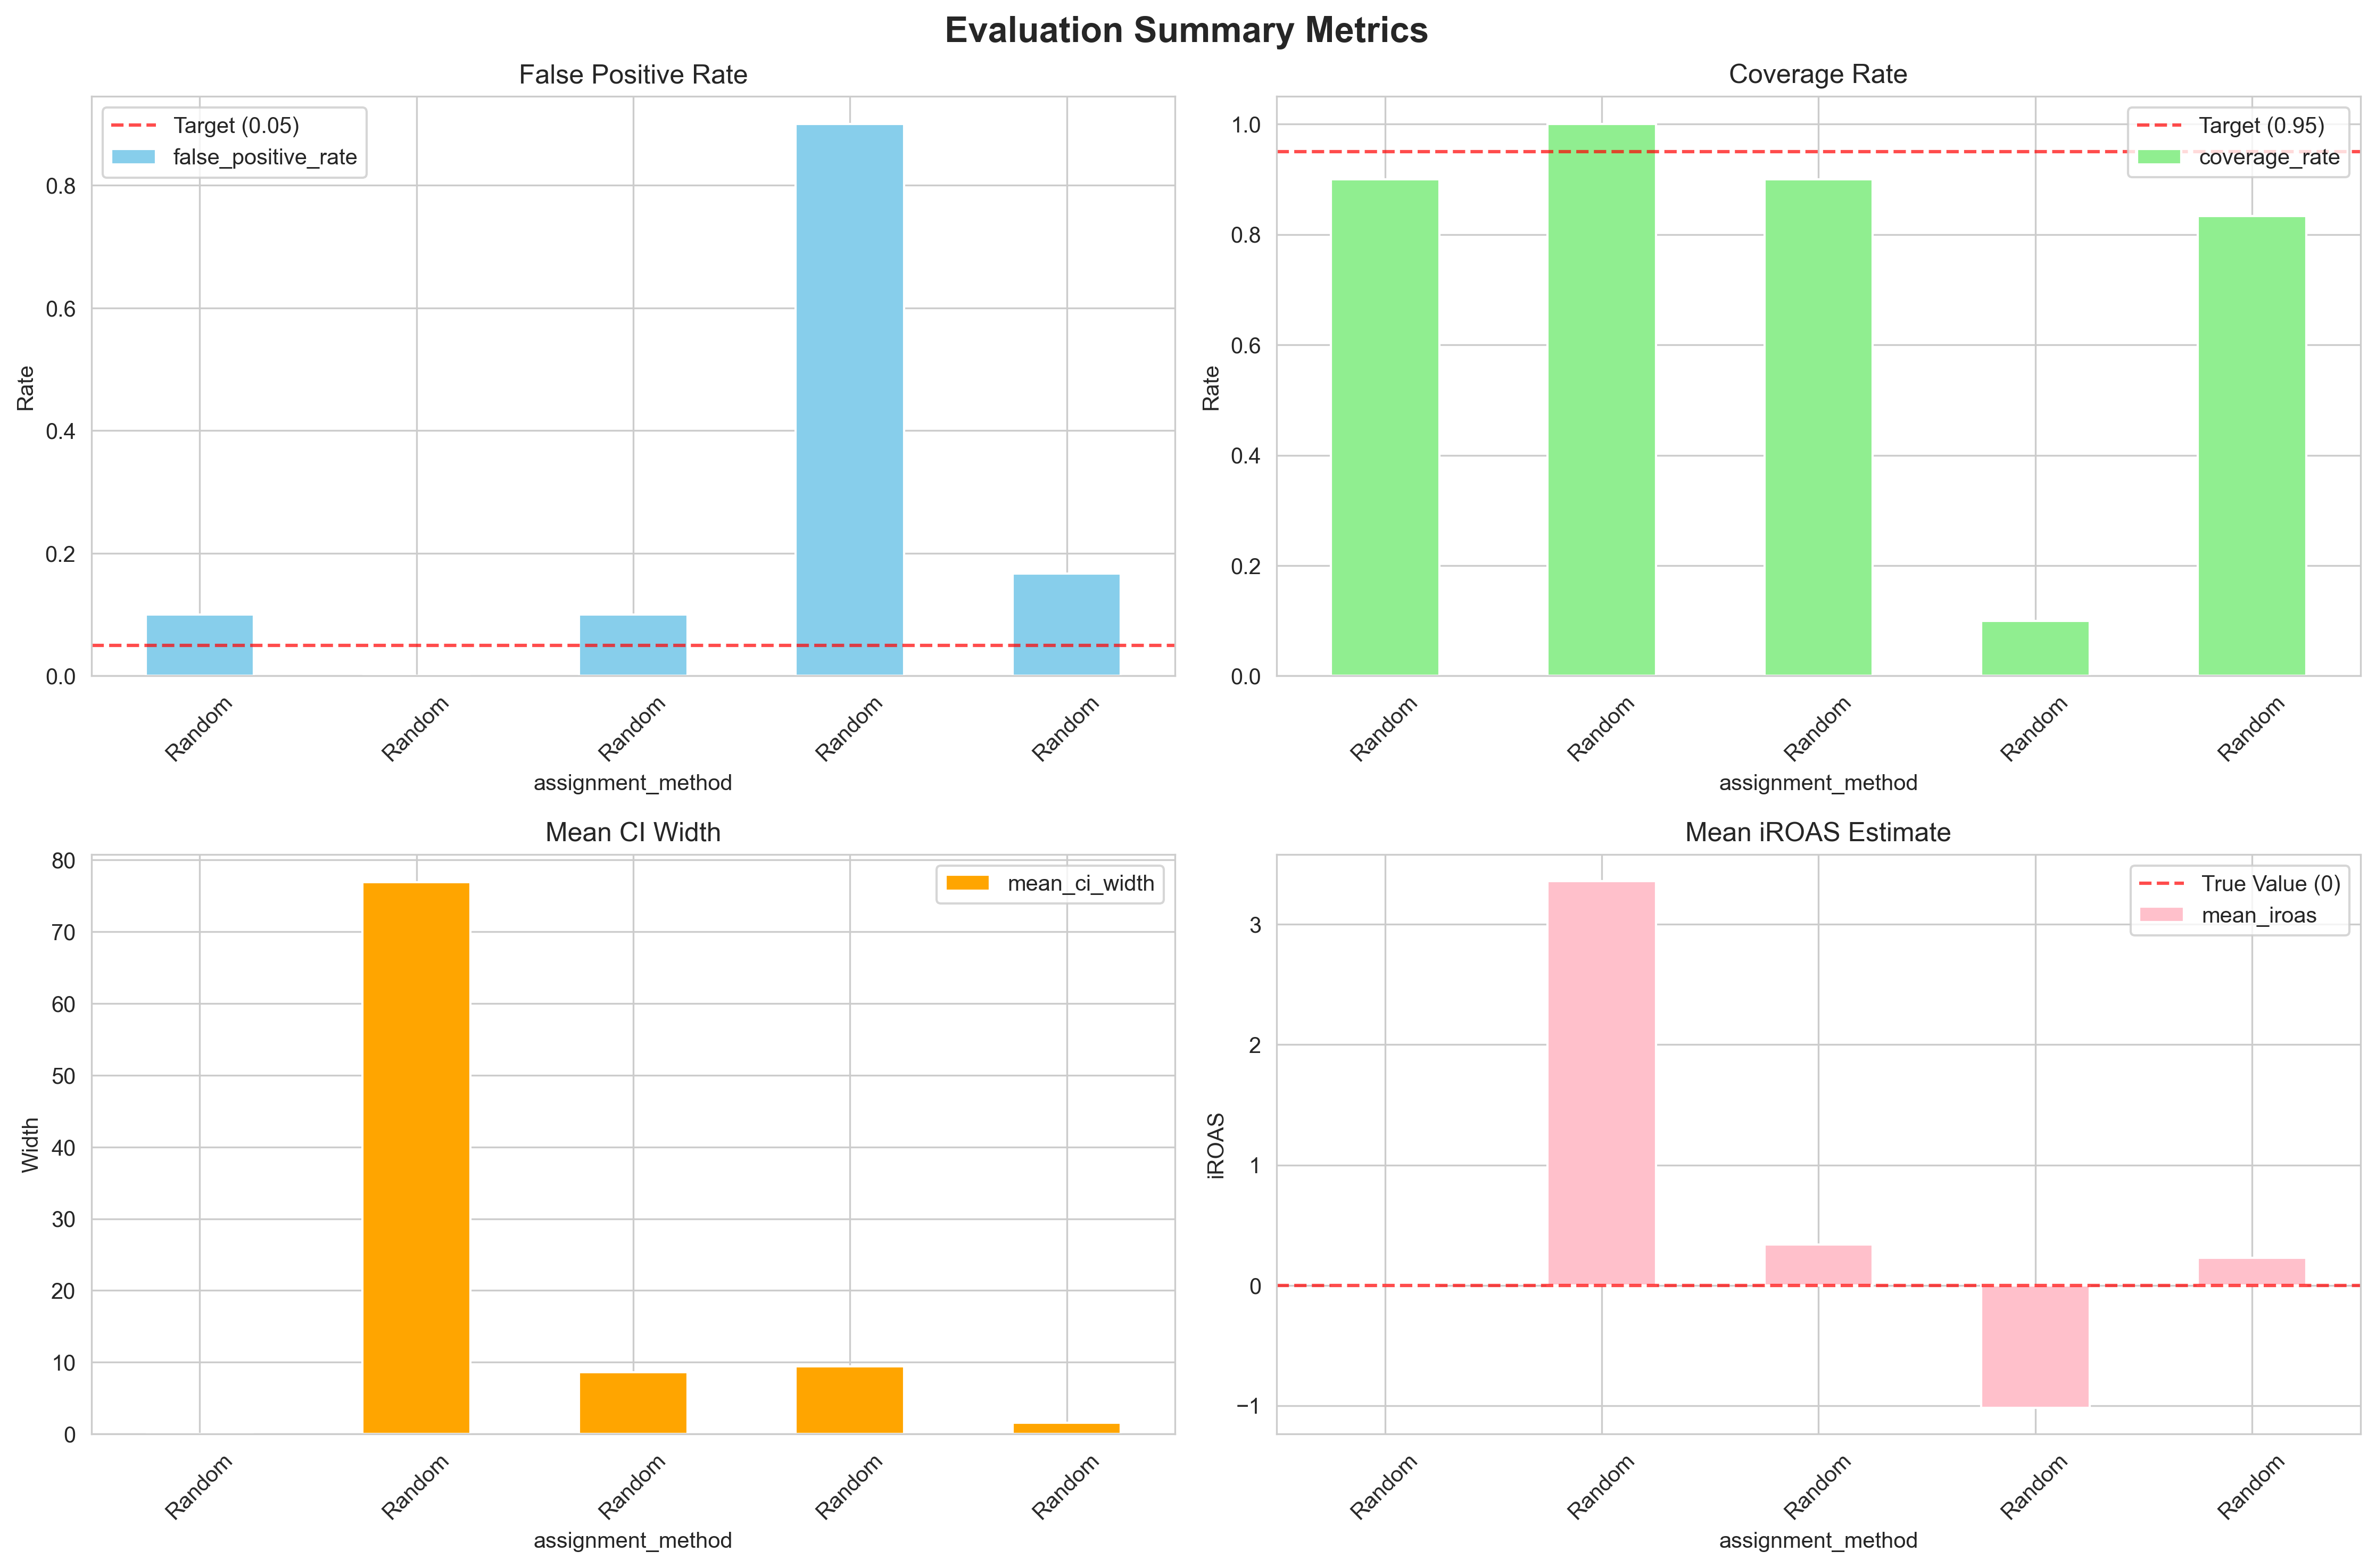 Evaluation Summary Metrics
False Positive Rate
Target (0.05)
false_positive_rate
Rate
0.8
0.6
0.4
0.2
0.0
Random
Random
Random
Random
Random
assignment_method
Coverage Rate
Target (0.95)
coverage_rate
Rate
1.0
0.8
0.6
0.4
0.2
0.0
Random
Random
Random
Random
Random
assignment_method
Mean CI Width
mean_ci_width
Width
80
70
60
50
40
30
20
10
0
Random
Random
Random
Random
Random
assignment_method
Mean iROAS Estimate
True Value (0)
mean_iroas
iROAS
3
2
1
0
−1
Random
Random
Random
Random
Random
assignment_method